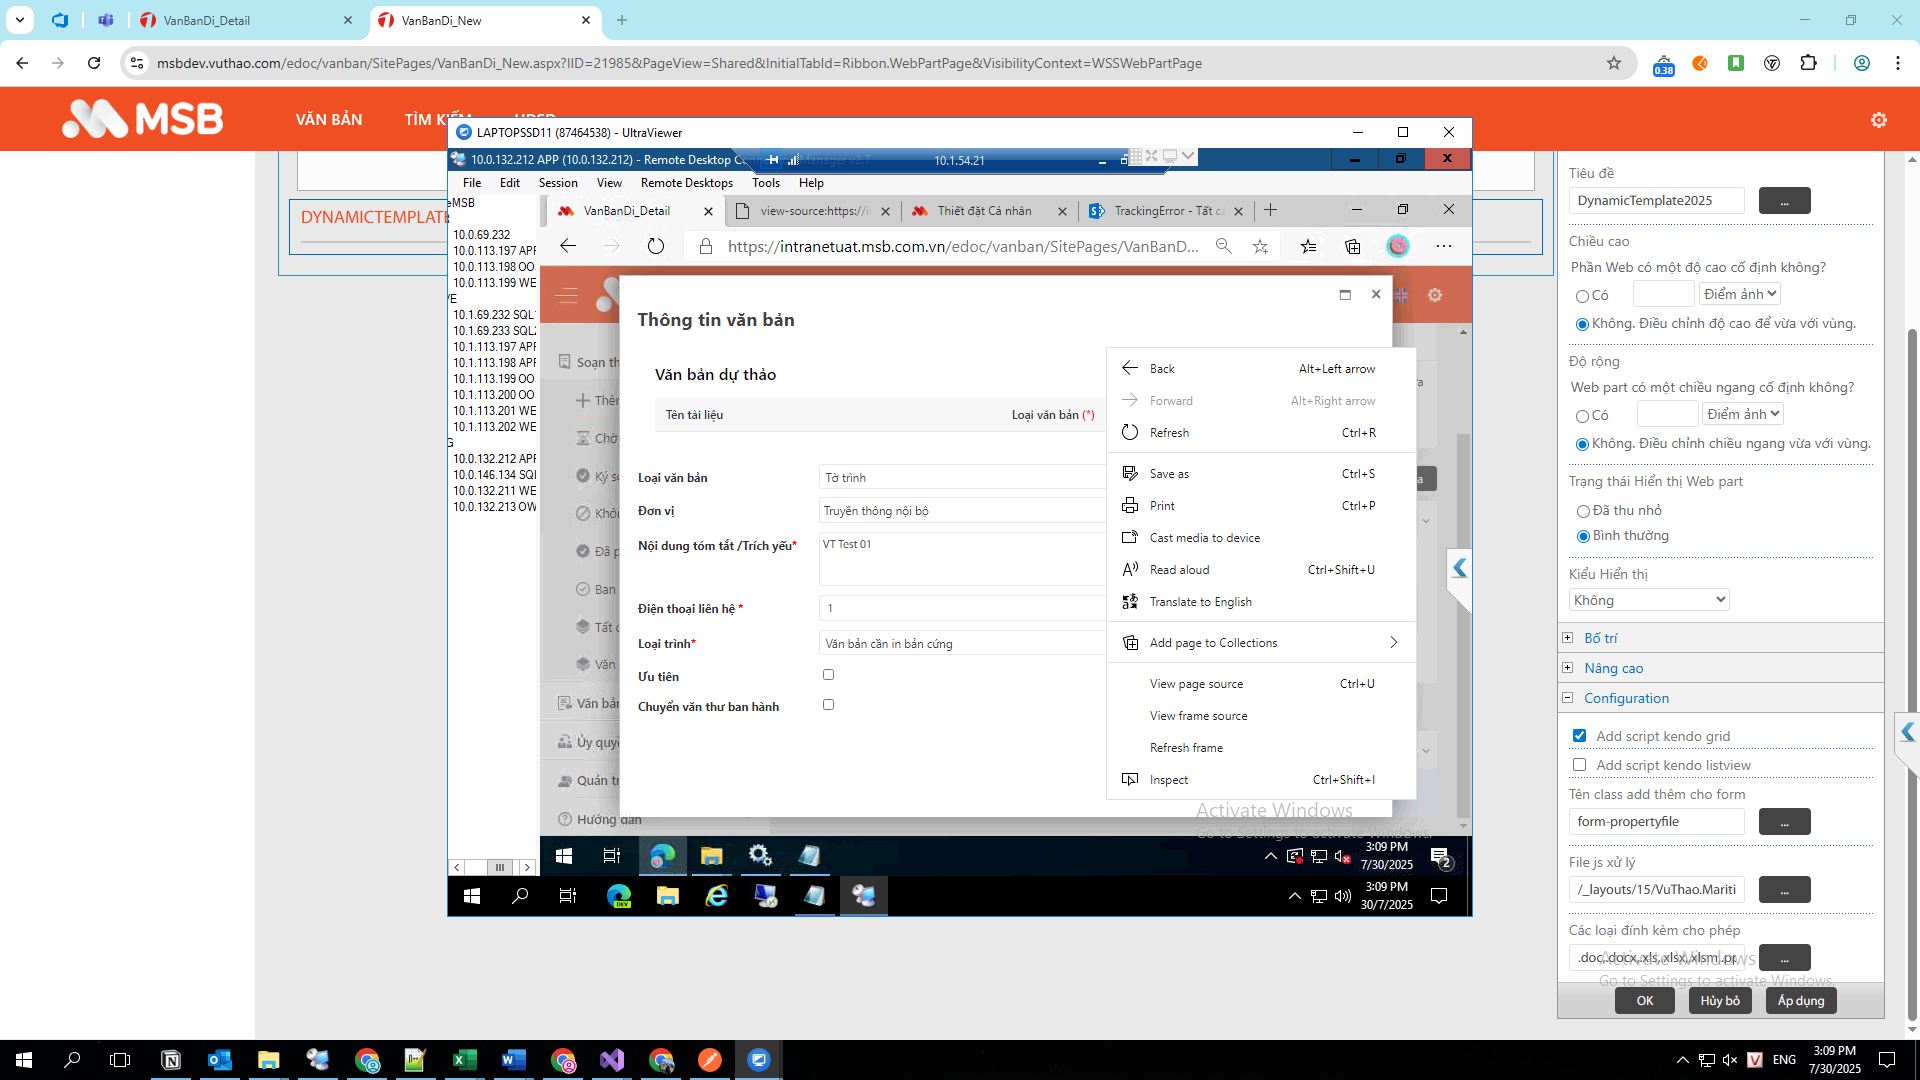 VanBanDi_Detail
VanBanDi_New
msbdev.vuthao.com/edoc/vanban/SitePages/VanBanDi_New.aspx?IID=21985&PageView=Shared&InitialTabId=Ribbon.WebPartPage&VisibilityContext=WSSWebPartPage
0.38
MSB
VĂN BẢN
LAPTOPSSD11 (87464538) - UltraViewer
10.0.132.212 APP (10.0.132.212) - Remote Desktop
10.1.54.21
File
Edit
Session
View
Remote Desktops
Tools
Help
DYNAMICTEMPLATE
10.0.69.232
10.0.113.197 APP
10.0.113.198 OO
10.0.113.199 WE
10.1.69.232 SQL
10.1.69.233 SQL
10.1.113.197 APP
10.1.113.198 APP
10.1.113.199 OO
10.1.113.200 OO
10.1.113.201 WE
10.1.113.202 WE
10.0.132.212 APP
10.0.146.134 SQL
10.0.132.211 WE
10.0.132.213 OW
VanBanDi_Detail
view-source:https://i
Thiết đặt Cá nhân
TrackingError - Tất c
https://intranetuat.msb.com.vn/edoc/vanban/SitePages/VanBanD...
Soạn th
Thê
Chờ
Ký s
Khô
Đã p
Ban
Tất c
Văn
Văn bản
Ủy quyề
Quản tr
Hướng dẫn
Thông tin văn bản
Văn bản dự thảo
Tên tài liệu
Loại văn bản (*)
Loại văn bản
Tờ trình
Đơn vị
Truyền thông nội bộ
Nội dung tóm tắt /Trích yếu*
VT Test 01
Điện thoại liên hệ *
1
Loại trình*
Văn bản cần in bản cứng
Ưu tiên
Chuyển văn thư ban hành
Back
Alt+Left arrow
Forward
Alt+Right arrow
Refresh
Ctrl+R
Save as
Ctrl+S
Print
Ctrl+P
Cast media to device
Read aloud
Ctrl+Shift+U
Translate to English
Add page to Collections
View page source
Ctrl+U
View frame source
Refresh frame
Inspect
Ctrl+Shift+I
Activate Windows
Go to Settings to activate Windows.
3:09 PM
7/30/2025
2
3:09 PM
30/7/2025
Tiêu đề
DynamicTemplate2025
...
Chiều cao
Phần Web có một độ cao cố định không?
Có
Điểm ảnh
Không. Điều chỉnh độ cao để vừa với vùng.
Độ rộng
Web part có một chiều ngang cố định không?
Có
Điểm ảnh
Không. Điều chỉnh chiều ngang vừa với vùng.
Trạng thái Hiển thị Web part
Đã thu nhỏ
Bình thường
Kiểu Hiển thị
Không
Bố trí
Nâng cao
Configuration
Add script kendo grid
Add script kendo listview
Tên class add thêm cho form
form-propertyfile
...
File js xử lý
/_layouts/15/VuThao.Mariti
...
Các loại đính kèm cho phép
.doc,.docx,.xls,.xlsx,.xlsm,.pp
...
Activate Windows
Go to Settings to activate Windows.
OK
Hủy bỏ
Áp dụng
ENG
3:09 PM
7/30/2025